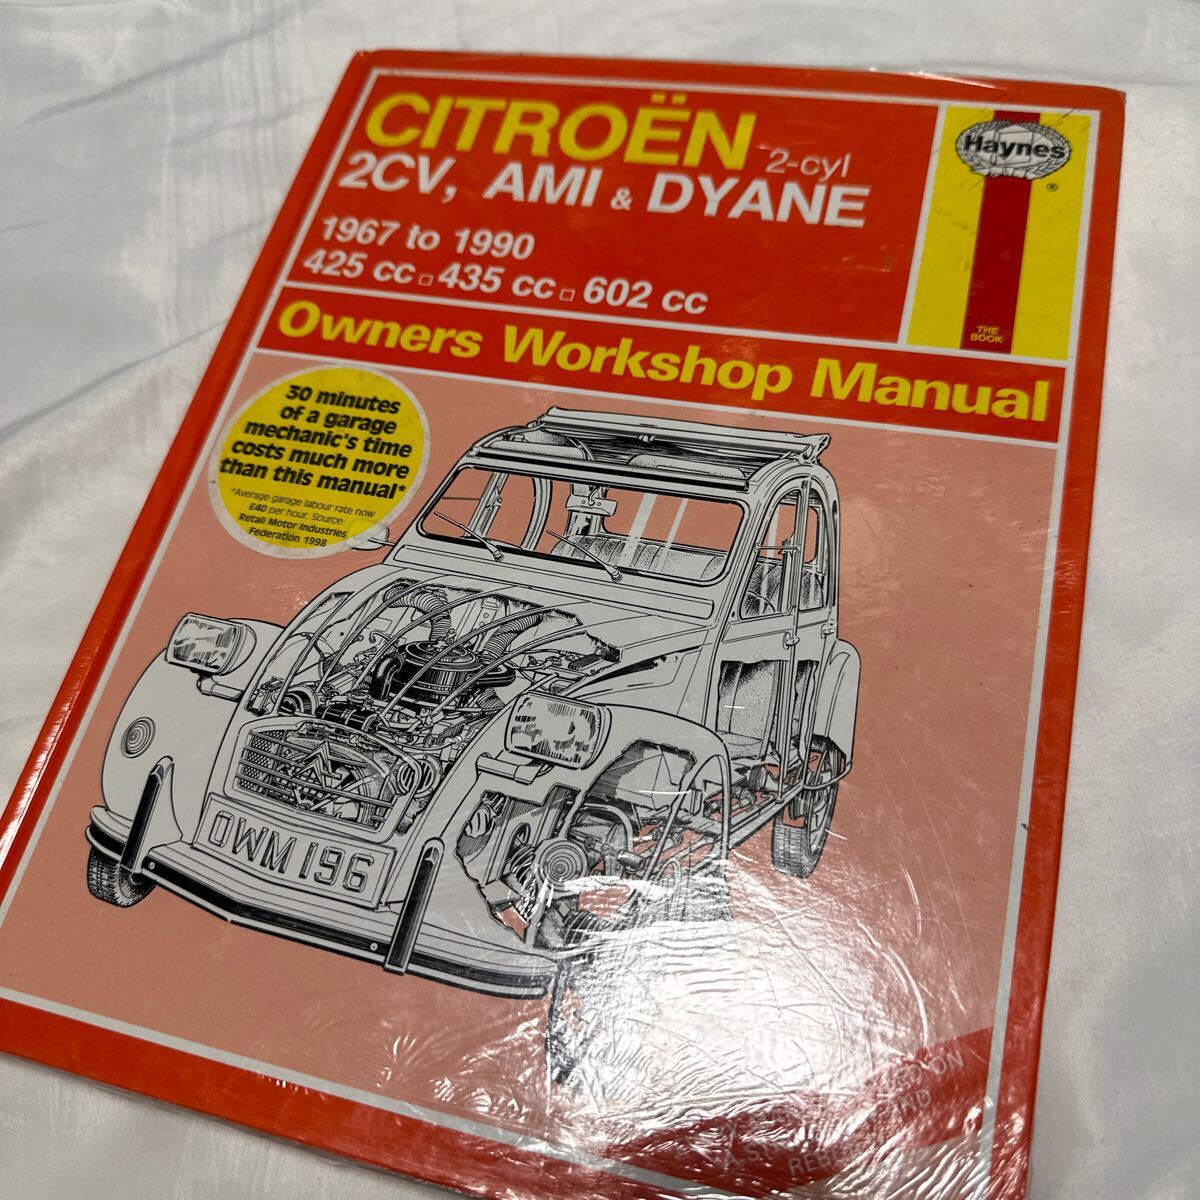 CITROËN 2-cyl
2CV, AMI & DYANE
1967 to 1990
425 cc □ 435 cc □ 602 cc
Haynes
®
THE
BOOK
Owners Workshop Manual
30 minutes
of a garage
mechanic's time
costs much more
than this manual*
*Average garage labour rate now
£40 per hour. Source:
Retail Motor Industries
Federation 1998
OWM 196
ON